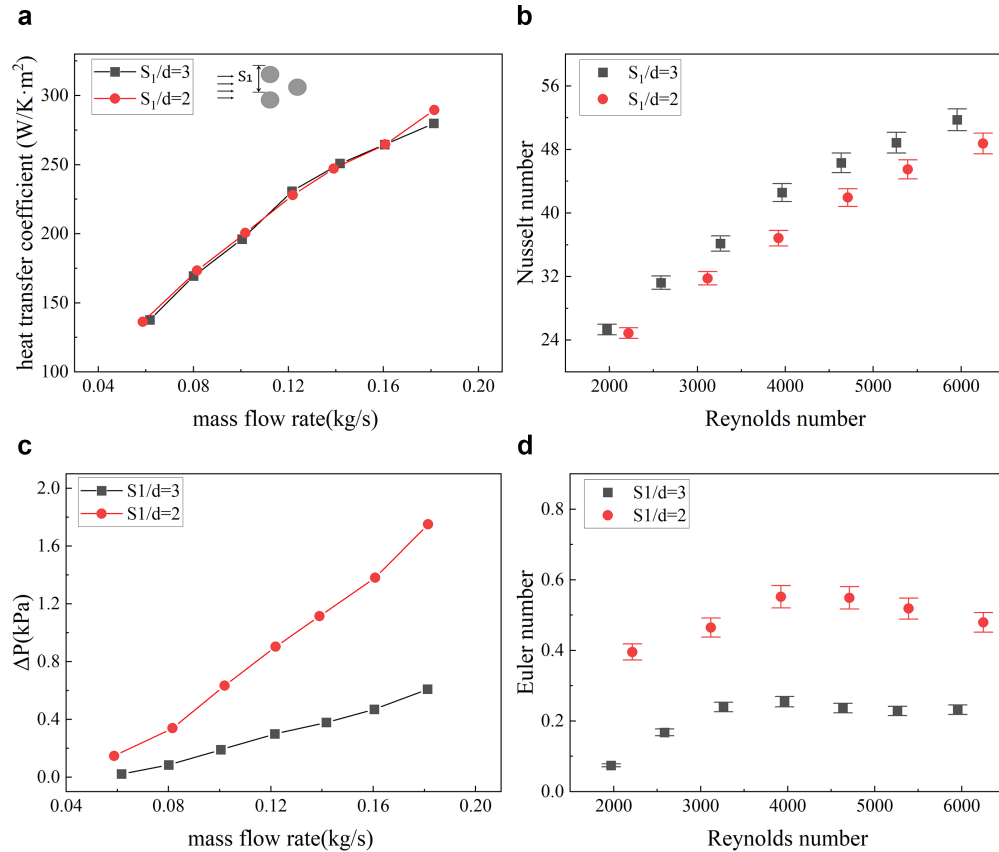 a
S₁/d=3
S₁/d=2
S₁
heat transfer coefficient (W/K·m²)
300
250
200
150
100
0.04
0.08
0.12
0.16
0.20
mass flow rate(kg/s)
b
S₁/d=3
S₁/d=2
Nusselt number
56
48
40
32
24
2000
3000
4000
5000
6000
Reynolds number
c
S1/d=3
S1/d=2
ΔP(kPa)
2.0
1.6
1.2
0.8
0.4
0.0
0.04
0.08
0.12
0.16
0.20
mass flow rate(kg/s)
d
S1/d=3
S1/d=2
Euler number
0.8
0.6
0.4
0.2
0.0
2000
3000
4000
5000
6000
Reynolds number